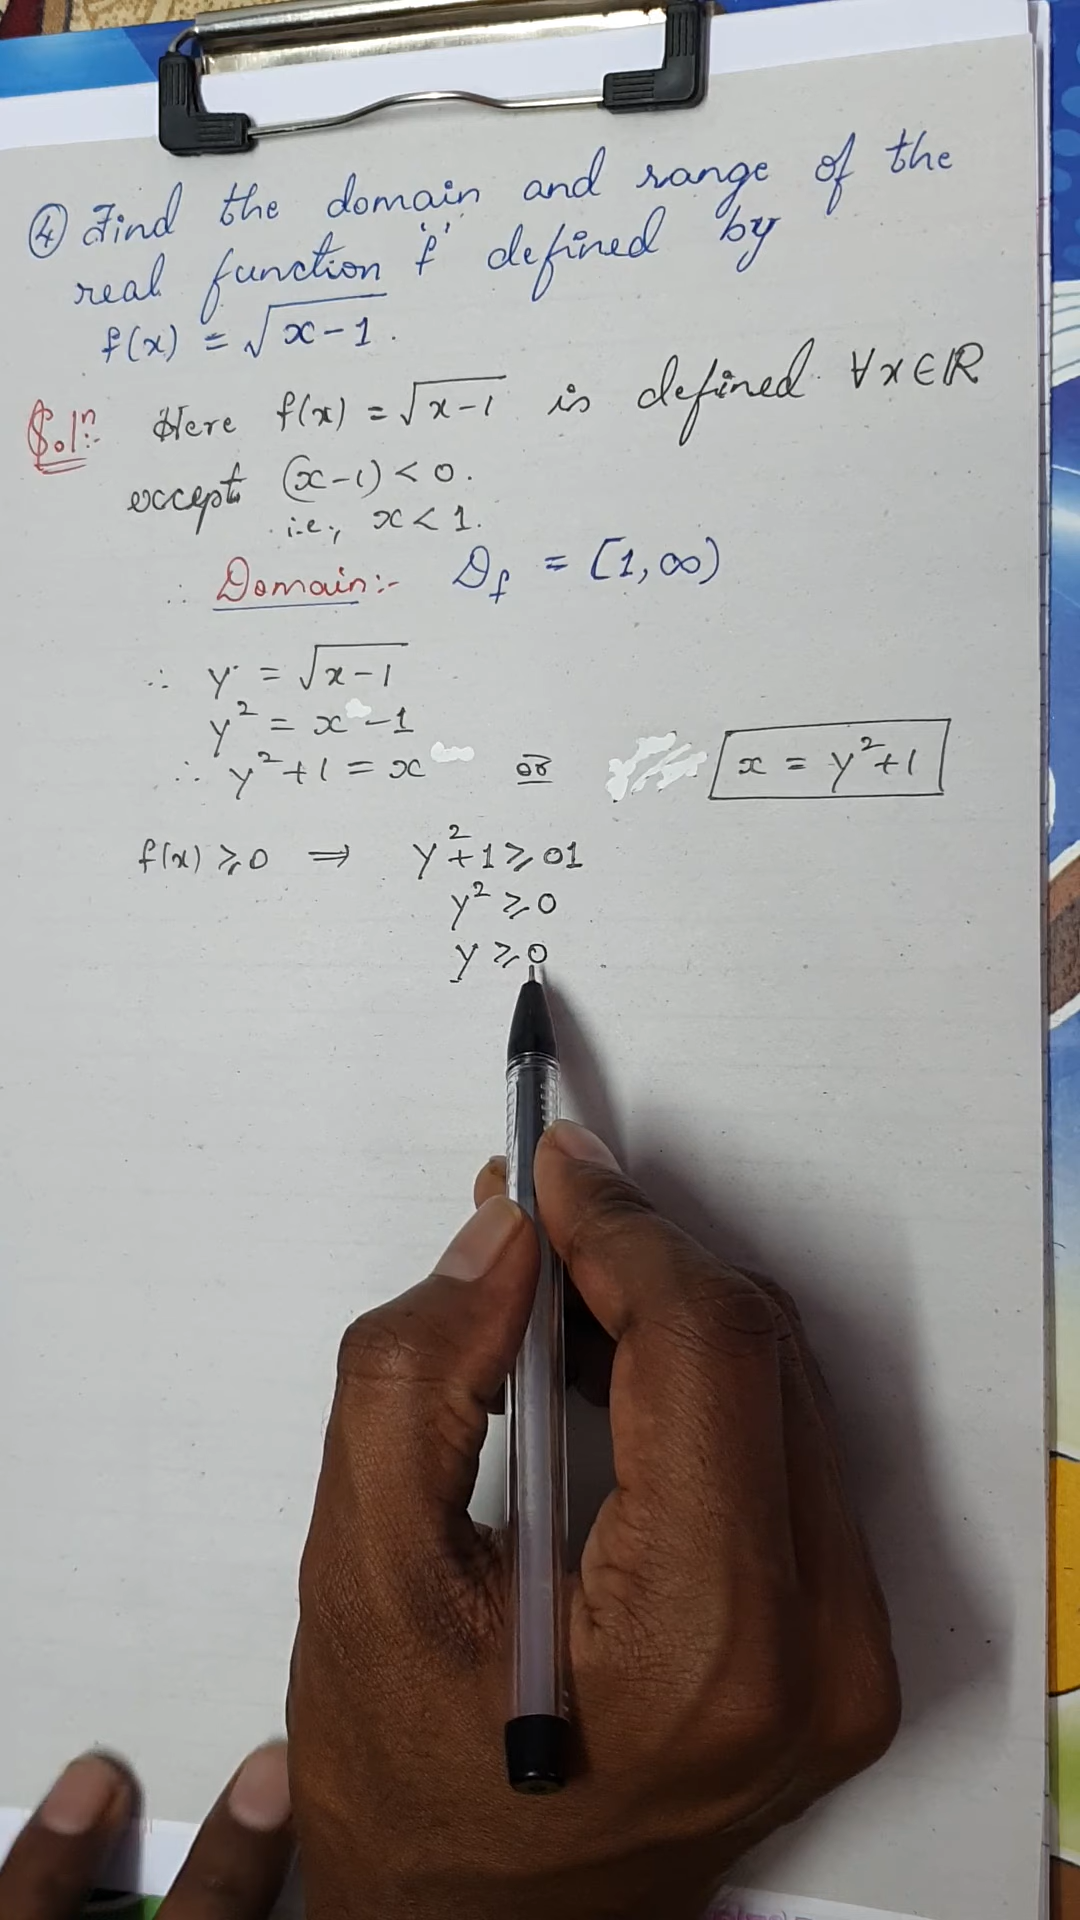 ④ Find the domain and range of the
real function 'f' defined by
f(x) = √(x-1).
Solⁿ:- Here f(x) = √(x-1) is defined ∀x∈ℝ
except (x-1) < 0.
i.e., x < 1.
∴ Domain:- D_f = [1, ∞)
∴ y = √(x-1)
y² = x -1
∴ y²+1 = x or x = y²+1
f(x) ≥ 0 ⇒ y²+1 ≥ 01
y² ≥ 0
y ≥ 0